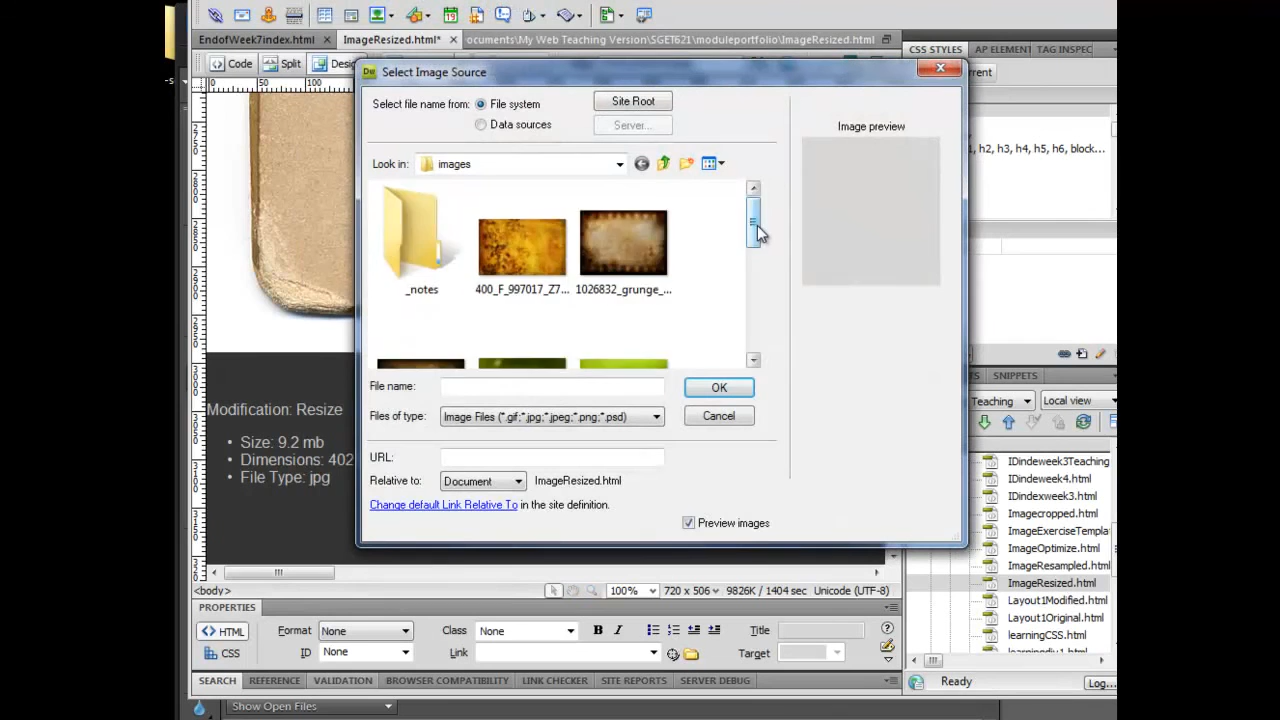 EndofWeek7index.html
ImageResized.html*
ocuments\My Web Teaching Version\SGET621\moduleportfolio\ImageResized.html
CSS STYLES
AP ELEMENT
TAG INSPEC
Code
Split
Desig
Select Image Source
Select file name from:
File system
Site Root
Data sources
Server...
Image preview
Look in:
images
h2, h3, h4, h5, h6, block...
0
50
100
_notes
400_F_997017_Z7...
1026832_grunge_...
File name:
OK
Files of type:
Image Files (*.gif;*.jpg;*.jpeg;*.png;*.psd)
Cancel
URL:
Relative to:
Document
ImageResized.html
Change default Link Relative To in the site definition.
Preview images
Modification: Resize
• Size: 9.2 mb
• Dimensions: 402
• File Type: jpg
SNIPPETS
Teaching
Local view
IDindeweek3Teaching
IDindeweek4.html
IDindexweek3.html
Imagecropped.html
ImageExerciseTempla
ImageOptimize.html
ImageResampled.html
ImageResized.html
Layout1Modified.html
Layout1Original.html
learningCSS.html
learningdiv1.html
<body>
100%
720 x 506
9826K / 1404 sec
Unicode (UTF-8)
PROPERTIES
HTML
Format
None
Class
None
B
I
Title
CSS
ID
None
Link
Target
SEARCH
REFERENCE
VALIDATION
BROWSER COMPATIBILITY
LINK CHECKER
SITE REPORTS
SERVER DEBUG
Ready
Log...
Show Open Files